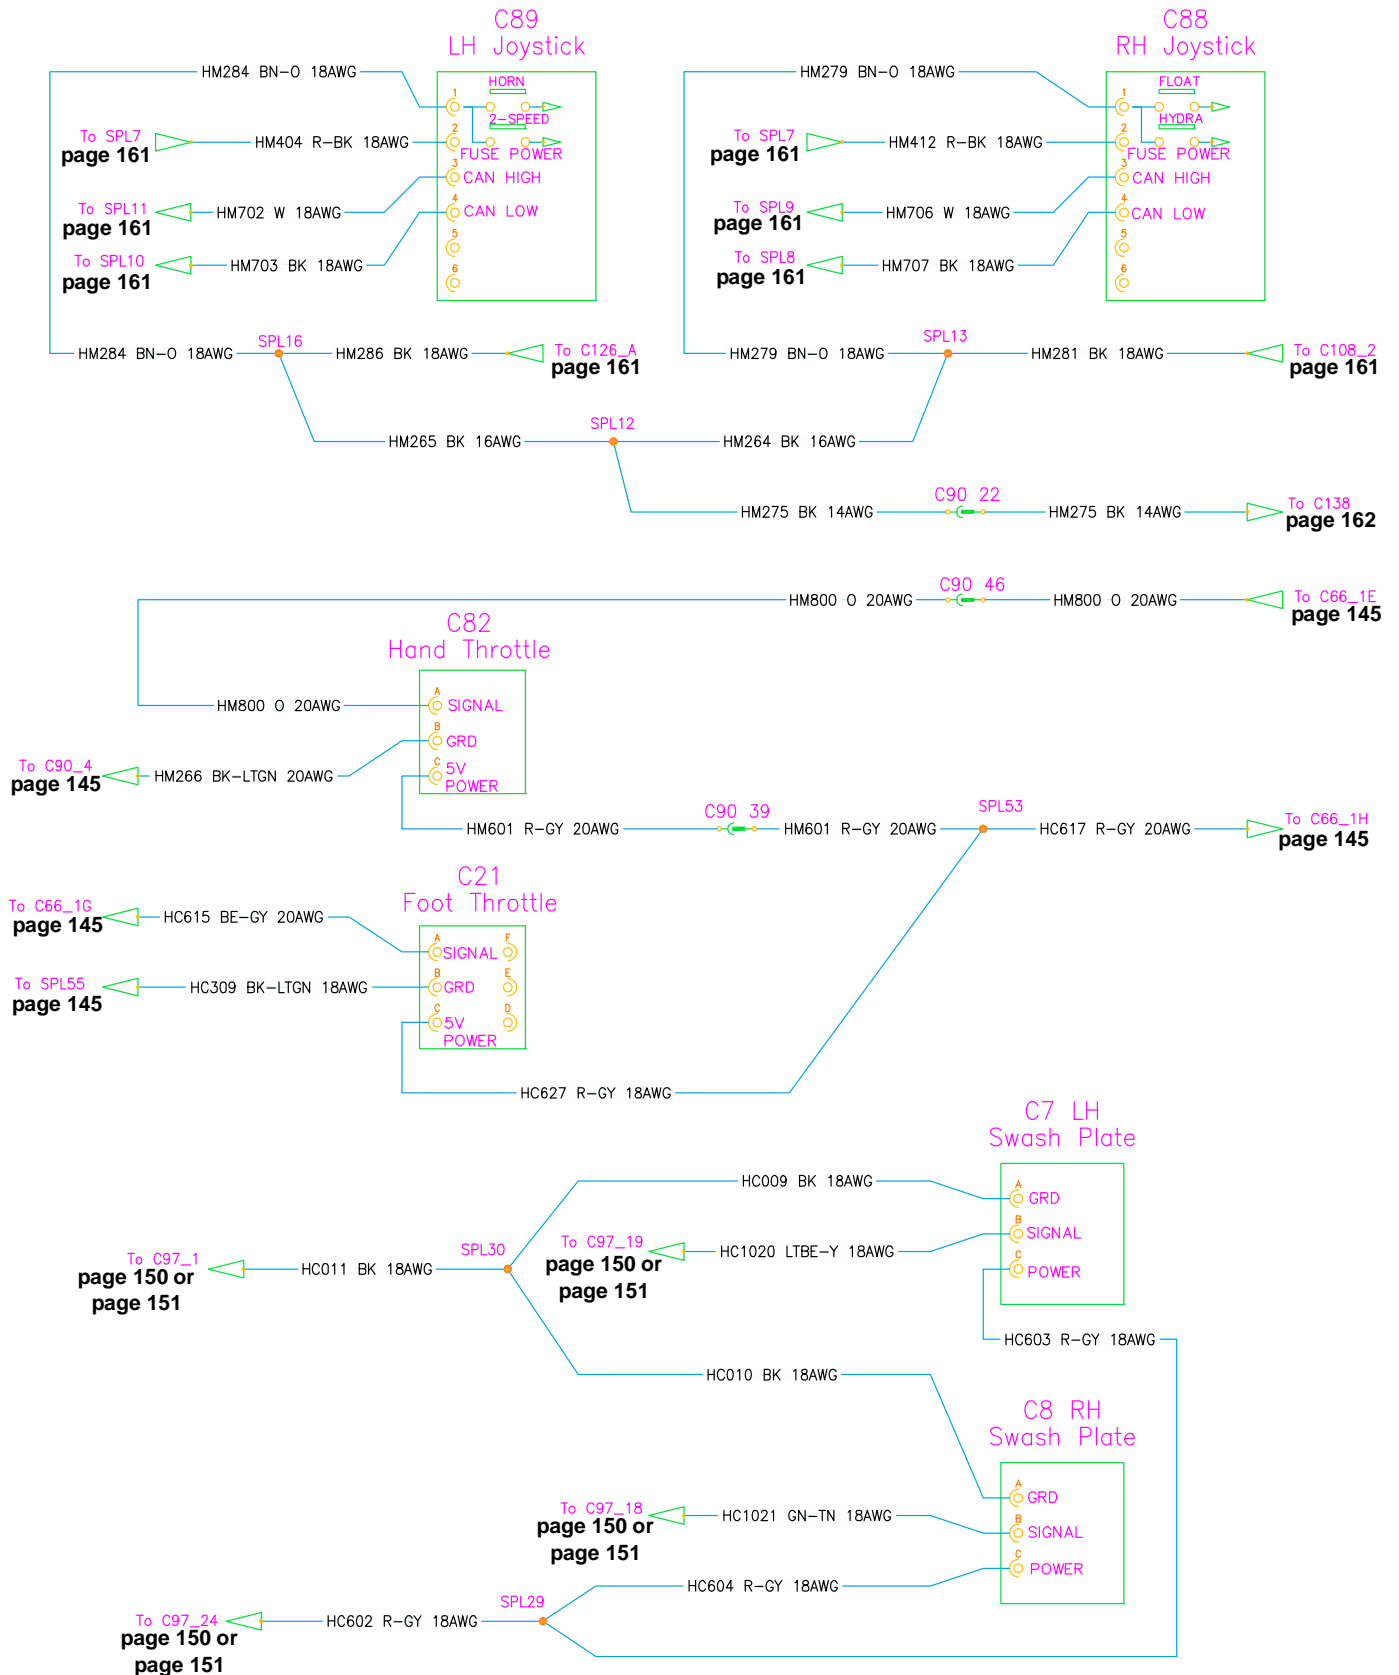 C89
LH Joystick
HM284 BN-O 18AWG
HORN
1
2-SPEED
To SPL7
page 161
HM404 R-BK 18AWG
2
FUSE POWER
3
CAN HIGH
To SPL11
page 161
HM702 W 18AWG
4
CAN LOW
To SPL10
page 161
HM703 BK 18AWG
5
6
C88
RH Joystick
HM279 BN-O 18AWG
FLOAT
1
HYDRA
To SPL7
page 161
HM412 R-BK 18AWG
2
FUSE POWER
3
CAN HIGH
To SPL9
page 161
HM706 W 18AWG
4
CAN LOW
To SPL8
page 161
HM707 BK 18AWG
5
6
HM284 BN-O 18AWG
SPL16
HM286 BK 18AWG
To C126_A
page 161
HM279 BN-O 18AWG
SPL13
HM281 BK 18AWG
To C108_2
page 161
HM265 BK 16AWG
SPL12
HM264 BK 16AWG
HM275 BK 14AWG
C90 22
HM275 BK 14AWG
To C138
page 162
HM800 O 20AWG
C90 46
HM800 O 20AWG
To C66_1E
page 145
C82
Hand Throttle
HM800 O 20AWG
A
SIGNAL
B
GRD
To C90_4
page 145
HM266 BK-LTGN 20AWG
C
5V
POWER
HM601 R-GY 20AWG
C90 39
HM601 R-GY 20AWG
SPL53
HC617 R-GY 20AWG
To C66_1H
page 145
C21
Foot Throttle
To C66_1G
page 145
HC615 BE-GY 20AWG
A
SIGNAL
F
To SPL55
page 145
HC309 BK-LTGN 18AWG
B
GRD
E
C
5V
POWER
D
HC627 R-GY 18AWG
C7 LH
Swash Plate
HC009 BK 18AWG
A
GRD
To C97_19
page 150 or
page 151
HC1020 LTBE-Y 18AWG
B
SIGNAL
C
POWER
To C97_1
page 150 or
page 151
HC011 BK 18AWG
SPL30
HC603 R-GY 18AWG
HC010 BK 18AWG
C8 RH
Swash Plate
A
GRD
To C97_18
page 150 or
page 151
HC1021 GN-TN 18AWG
B
SIGNAL
C
POWER
HC604 R-GY 18AWG
SPL29
To C97_24
page 150 or
page 151
HC602 R-GY 18AWG